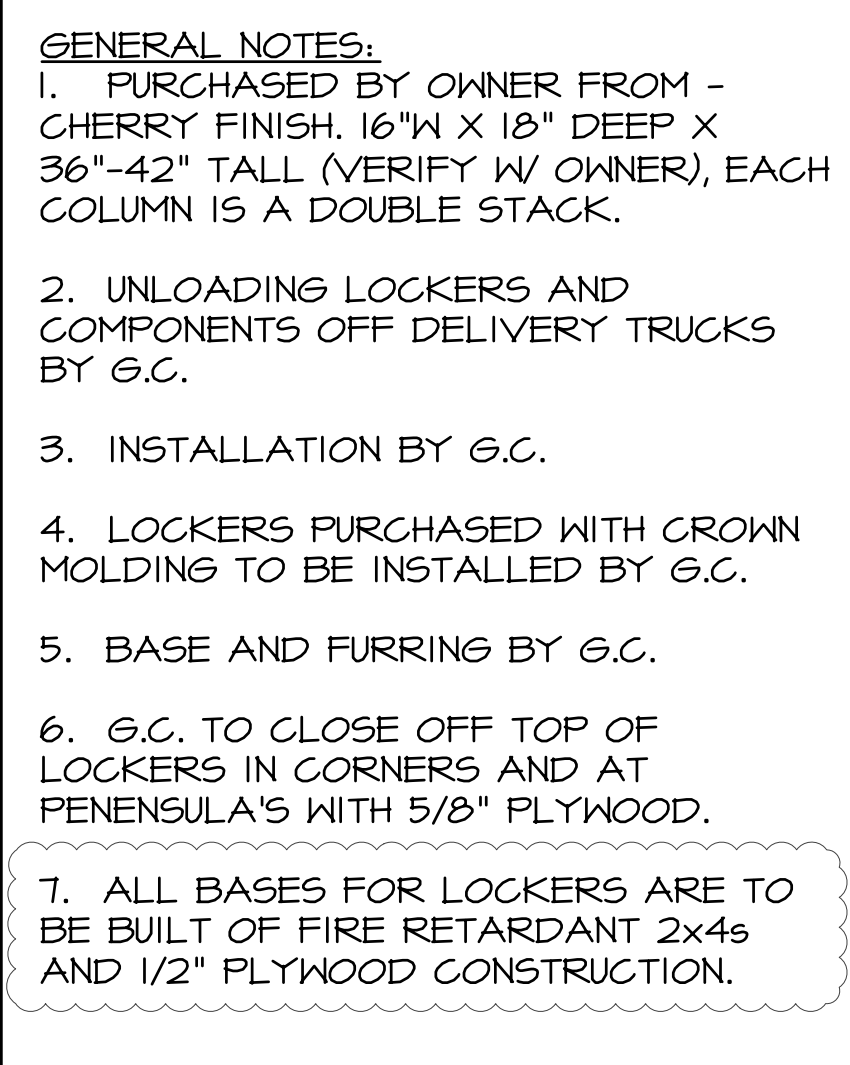 GENERAL NOTES:
1. PURCHASED BY OWNER FROM -
CHERRY FINISH. 16"W X 18" DEEP X
36"-42" TALL (VERIFY W/ OWNER), EACH
COLUMN IS A DOUBLE STACK.
2. UNLOADING LOCKERS AND
COMPONENTS OFF DELIVERY TRUCKS
BY G.C.
3. INSTALLATION BY G.C.
4. LOCKERS PURCHASED WITH CROWN
MOLDING TO BE INSTALLED BY G.C.
5. BASE AND FURRING BY G.C.
6. G.C. TO CLOSE OFF TOP OF
LOCKERS IN CORNERS AND AT
PENENSULA'S WITH 5/8" PLYWOOD.
7. ALL BASES FOR LOCKERS ARE TO
BE BUILT OF FIRE RETARDANT 2x4s
AND 1/2" PLYWOOD CONSTRUCTION.